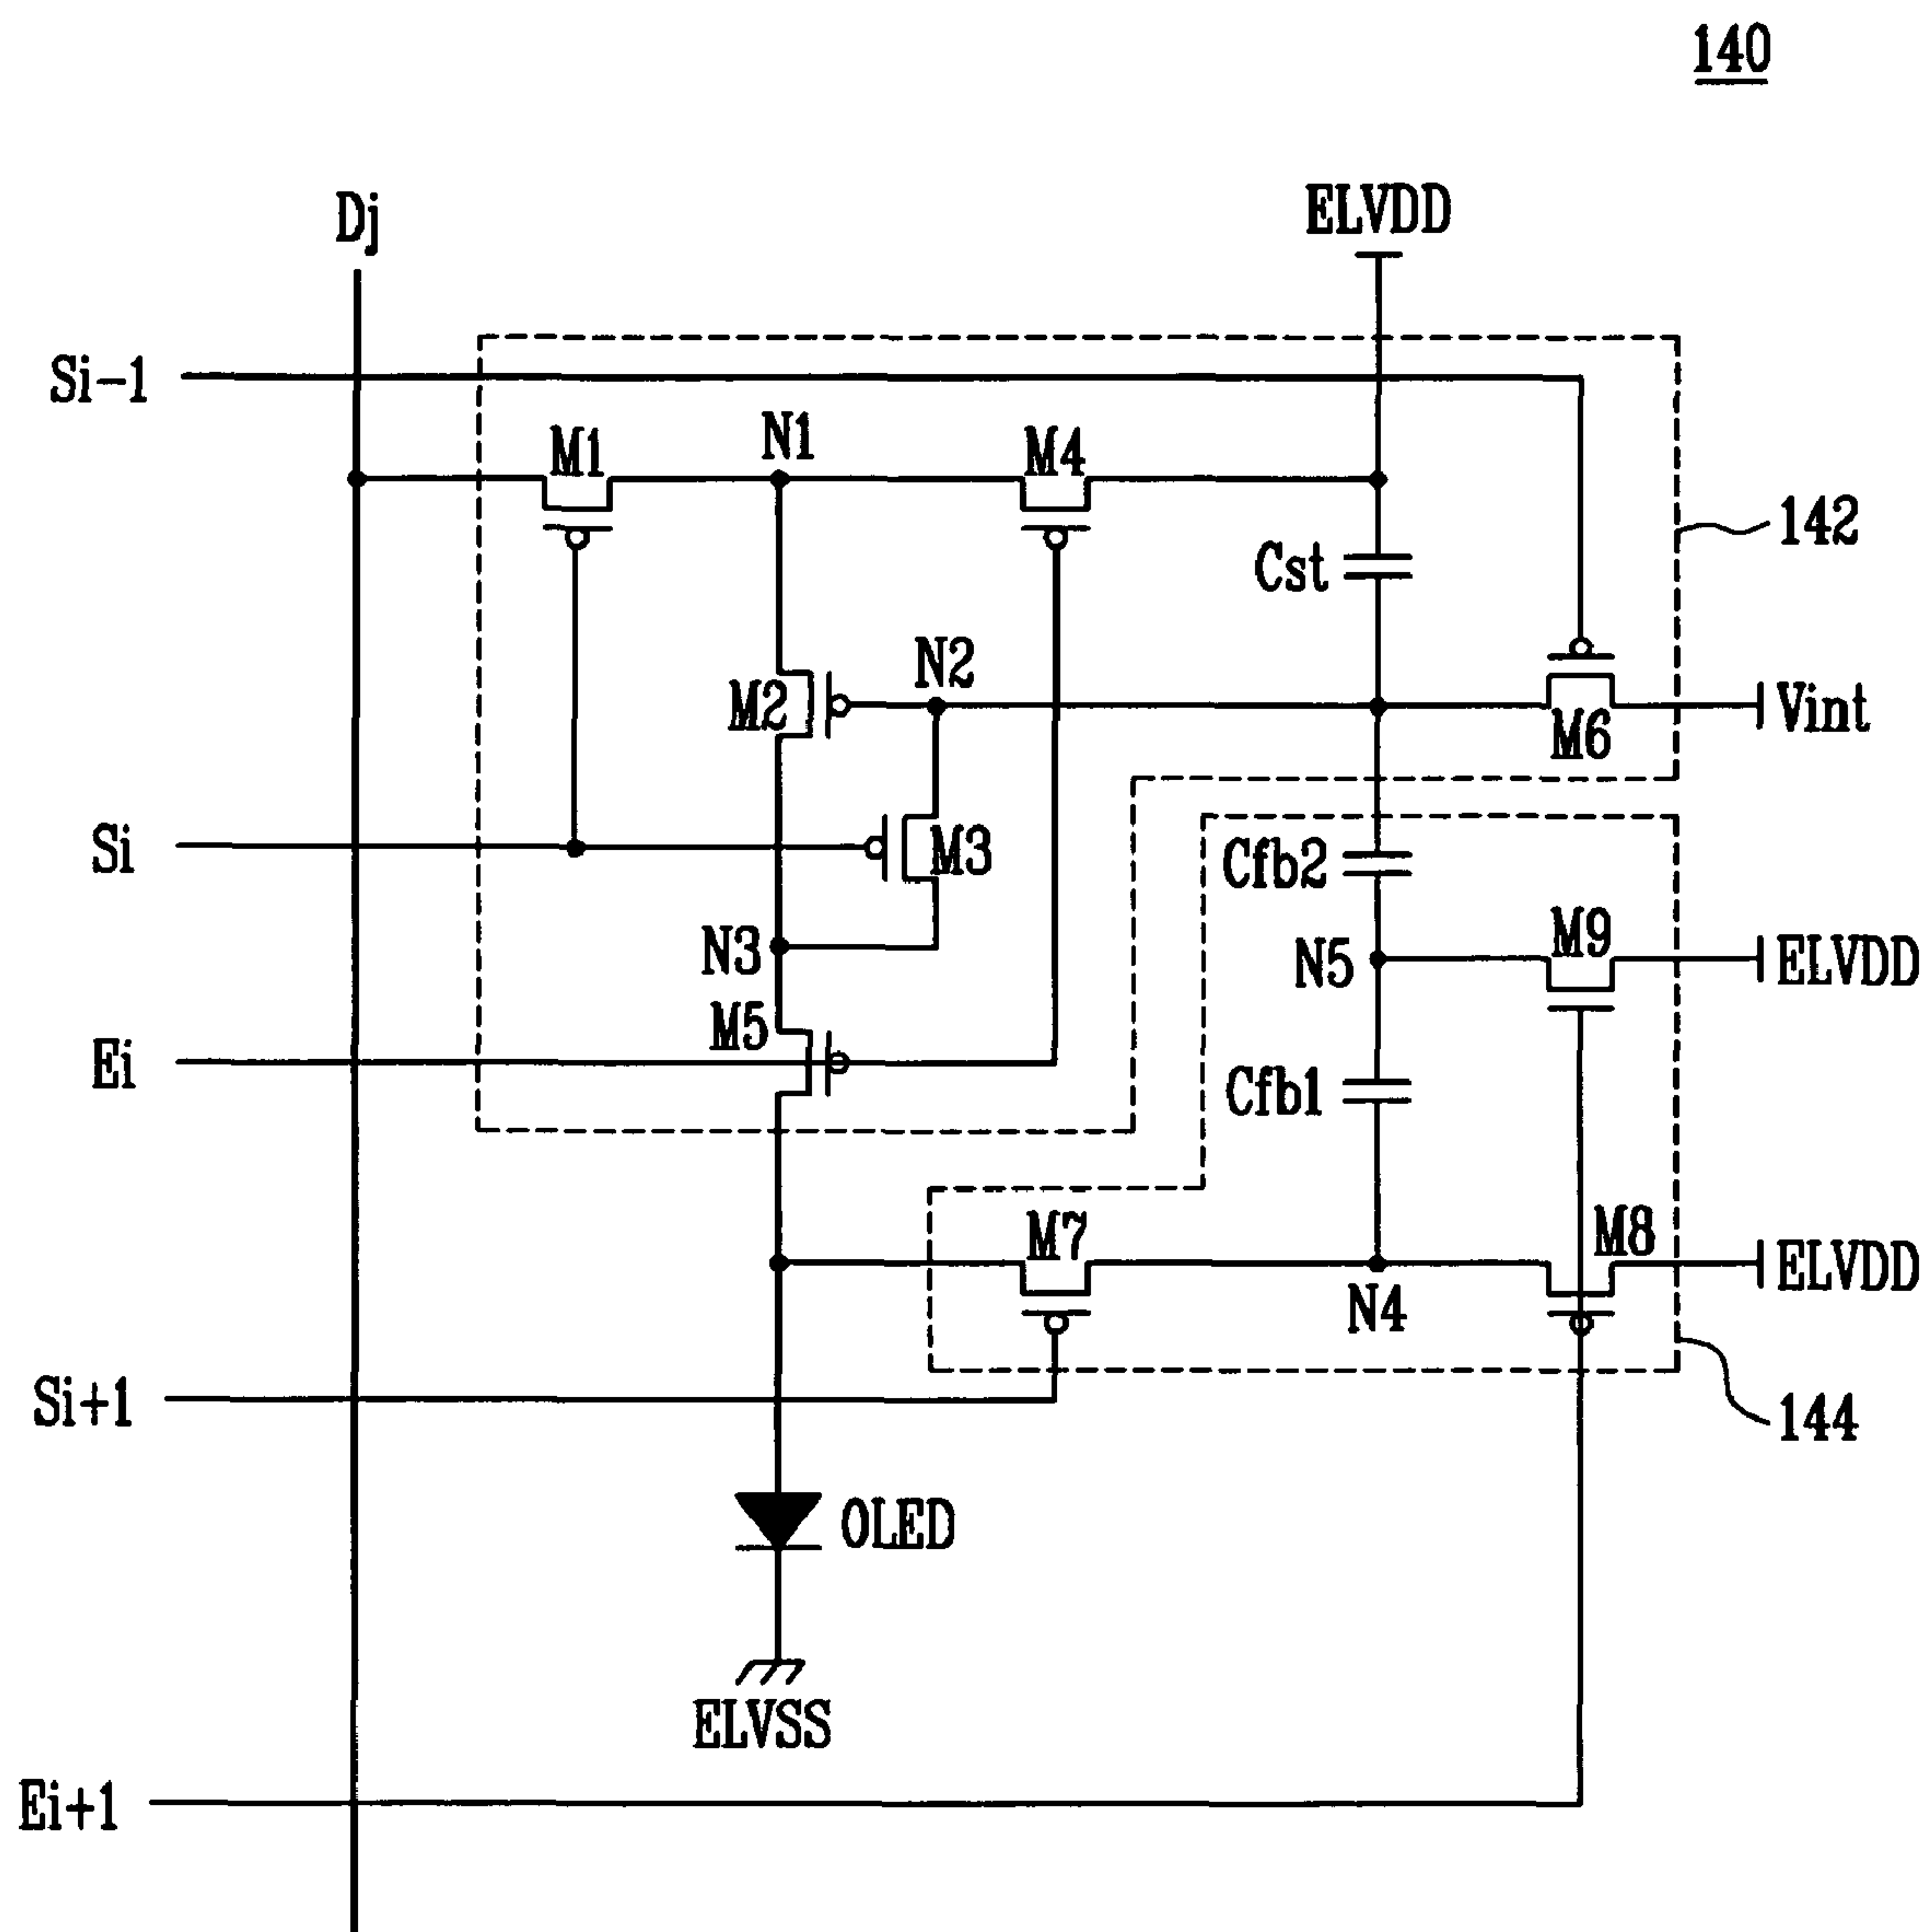 140
Dj
ELVDD
Si-1
M1
N1
M4
142
Cst
N2
M2
Vint
M6
Si
M3
Cfb2
M9
N3
N5
ELVDD
M5
Ei
Cfb1
M7
M8
ELVDD
N4
Si+1
144
OLED
ELVSS
Ei+1